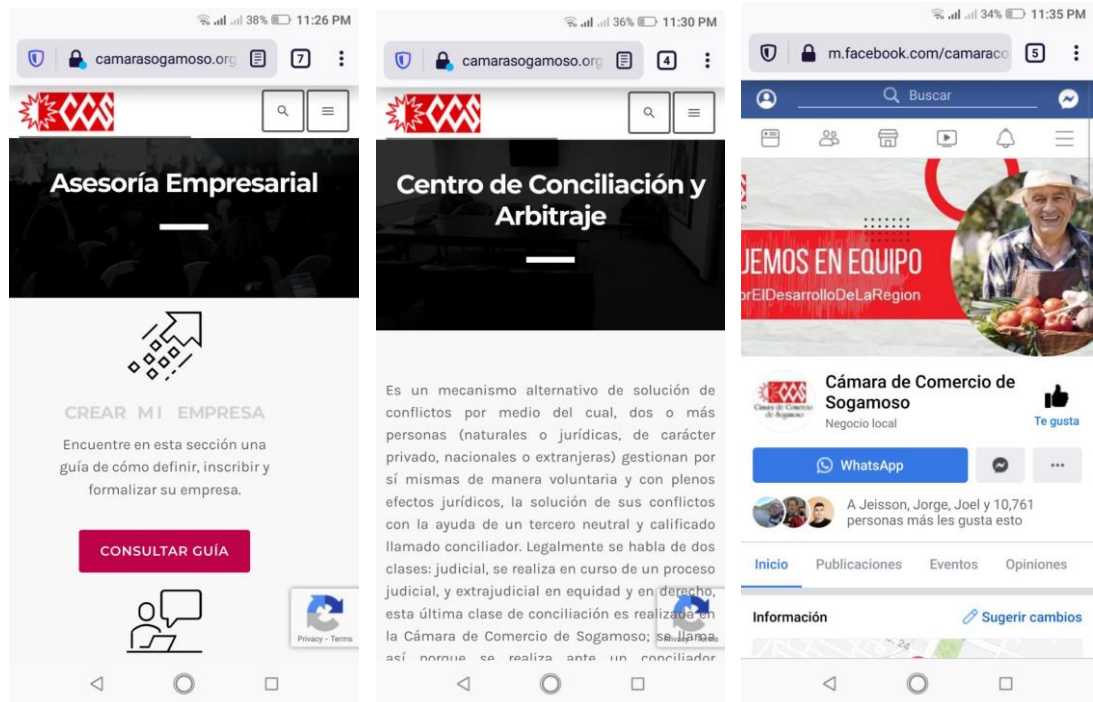 38% 11:26 PM
camarasogamoso.org
7
CCS
Asesoría Empresarial
CREAR MI EMPRESA
Encuentre en esta sección una
guía de cómo definir, inscribir y
formalizar su empresa.
CONSULTAR GUÍA
Privacy - Terms
36% 11:30 PM
camarasogamoso.org
4
CCS
Centro de Conciliación y
Arbitraje
Es un mecanismo alternativo de solución de
conflictos por medio del cual, dos o más
personas (naturales o jurídicas, de carácter
privado, nacionales o extranjeras) gestionan por
sí mismas de manera voluntaria y con plenos
efectos jurídicos, la solución de sus conflictos
con la ayuda de un tercero neutral y calificado
llamado conciliador. Legalmente se habla de dos
clases: judicial, se realiza en curso de un proceso
judicial, y extrajudicial en equidad y en derecho,
esta última clase de conciliación es realizada en
la Cámara de Comercio de Sogamoso; se llama
así porque se realiza ante un conciliador
34% 11:35 PM
m.facebook.com/camaraco
5
Buscar
UEMOS EN EQUIPO
orElDesarrolloDeLaRegion
CCS
Cámara de Comercio
de Sogamoso
Cámara de Comercio de
Sogamoso
Negocio local
Te gusta
WhatsApp
A Jeisson, Jorge, Joel y 10,761
personas más les gusta esto
Inicio Publicaciones Eventos Opiniones
Información Sugerir cambios
24